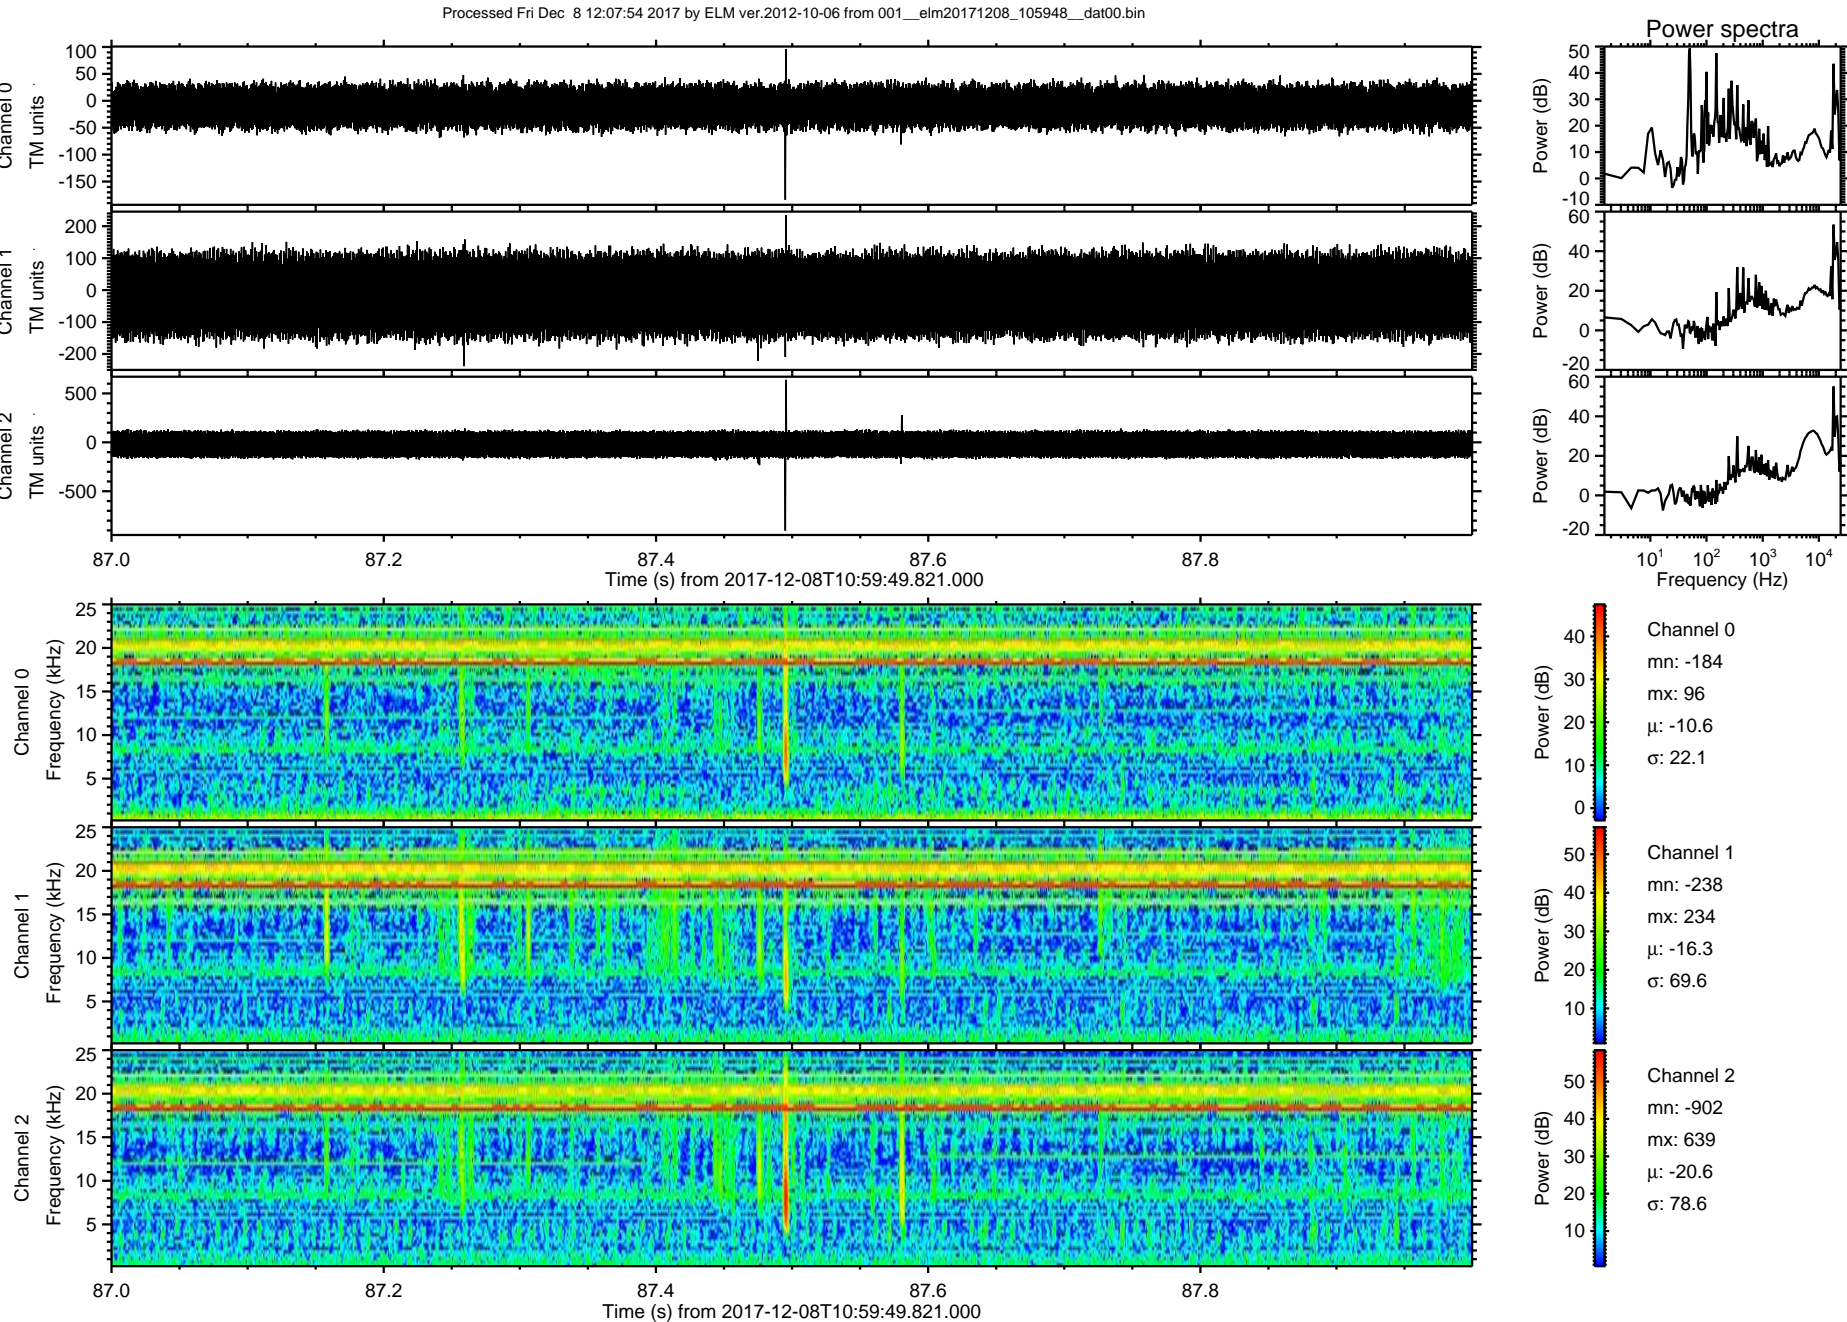 Processed Fri Dec 8 12:07:54 2017 by ELM ver.2012-10-06 from 001__elm20171208_105948__dat00.bin
Power spectra
Channel 0
TM units
100
50
0
-50
-100
-150
Power (dB)
50
40
30
20
10
0
-10
Channel 1
TM units
200
100
0
-100
-200
Power (dB)
60
40
20
0
-20
Channel 2
TM units
500
0
-500
Power (dB)
60
40
20
0
-20
87.0 87.2 87.4 87.6 87.8
Time (s) from 2017-12-08T10:59:49.821.000
10^1 10^2 10^3 10^4
Frequency (Hz)
Channel 0
Frequency (kHz)
25
20
15
10
5
Power (dB)
40
30
20
10
0
Channel 0
mn: -184
mx: 96
μ: -10.6
σ: 22.1
Channel 1
Frequency (kHz)
25
20
15
10
5
Power (dB)
50
40
30
20
10
Channel 1
mn: -238
mx: 234
μ: -16.3
σ: 69.6
Channel 2
Frequency (kHz)
25
20
15
10
5
Power (dB)
50
40
30
20
10
Channel 2
mn: -902
mx: 639
μ: -20.6
σ: 78.6
87.0 87.2 87.4 87.6 87.8
Time (s) from 2017-12-08T10:59:49.821.000